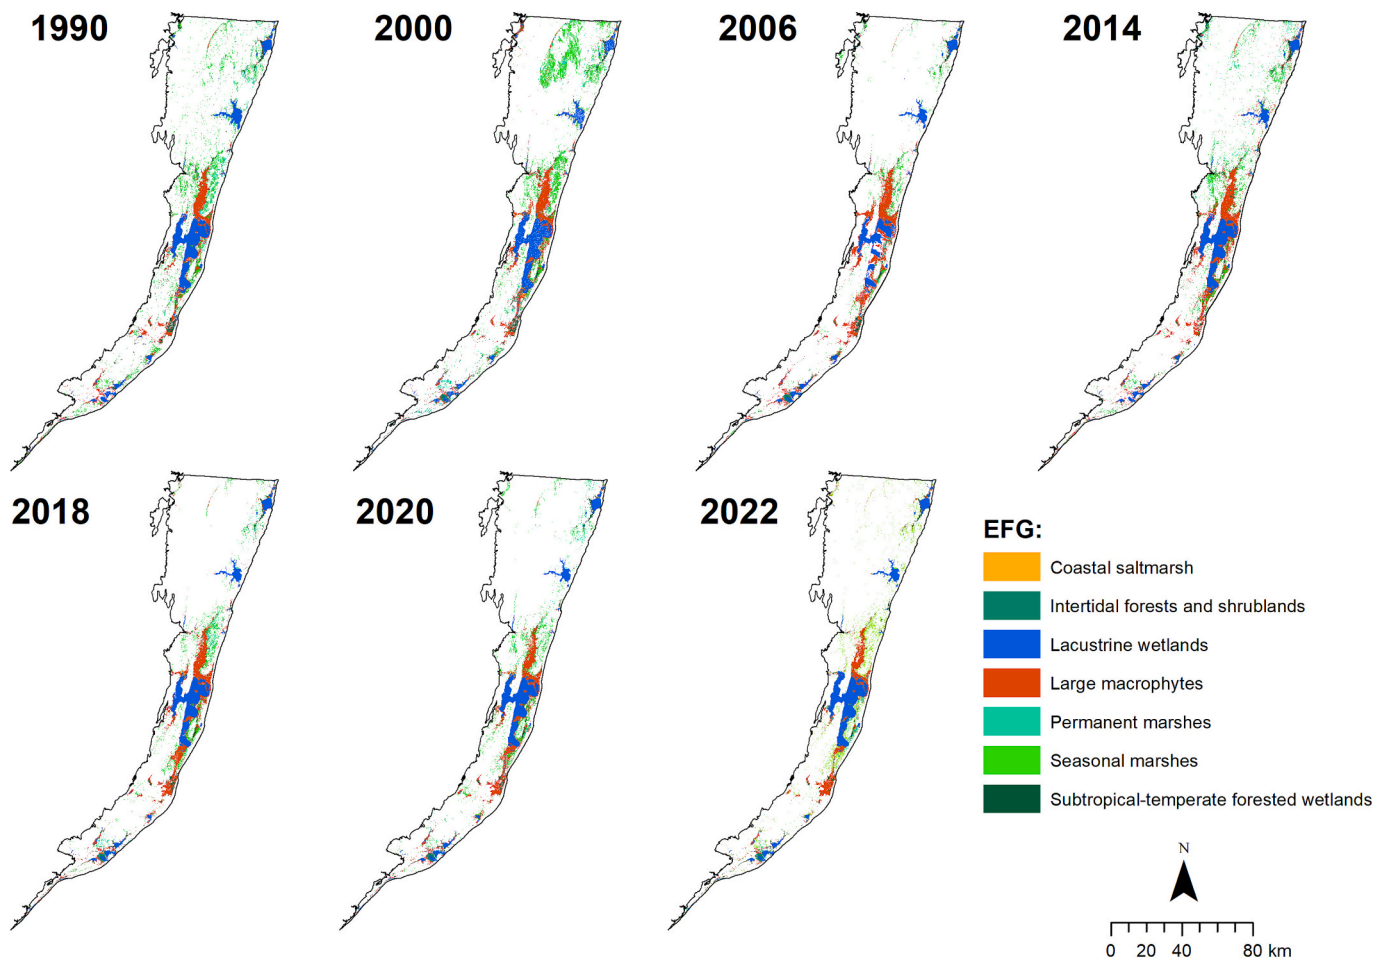 1990
2000
2006
2014
2018
2020
2022
EFG:
Coastal saltmarsh
Intertidal forests and shrublands
Lacustrine wetlands
Large macrophytes
Permanent marshes
Seasonal marshes
Subtropical-temperate forested wetlands
N
0 20 40 80 km